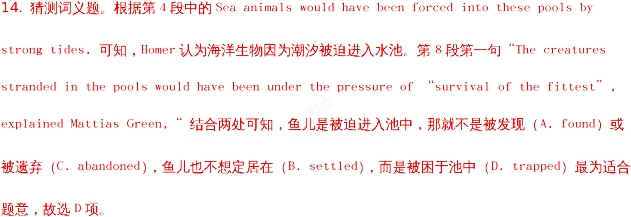 14. 猜测词义题。根据第 4 段中的 Sea animals would have been forced into these pools by
strong tides. 可知，Homer 认为海洋生物因为潮汐被迫进入水池。第 8 段第一句 “The creatures
stranded in the pools would have been under the pressure of “survival of the fittest”,
explained Mattias Green, “ 结合两处可知，鱼儿是被迫进入池中，那就不是被发现（A. found）或
被遗弃（C. abandoned），鱼儿也不想定居在（B. settled），而是被困于池中（D. trapped）最为适合
题意，故选 D 项。